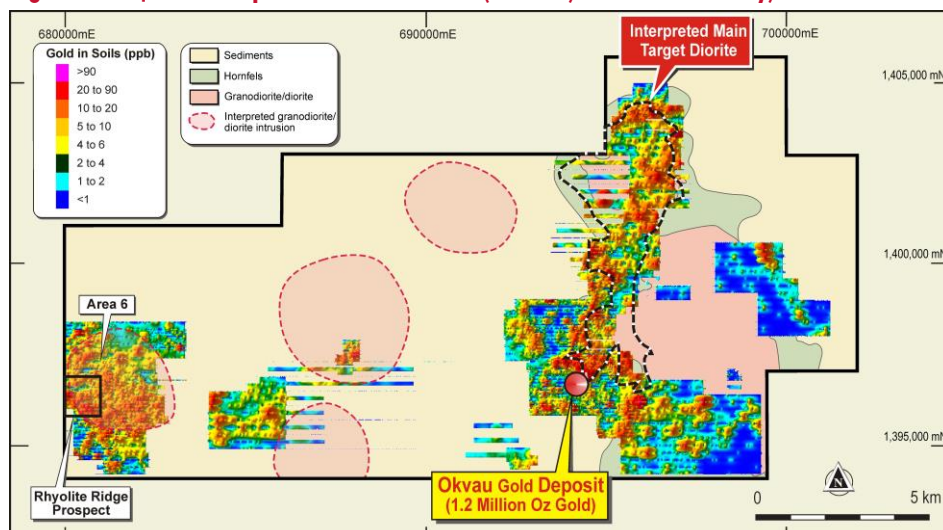 680000mE
690000mE
700000mE
Gold in Soils (ppb)
>90
20 to 90
10 to 20
5 to 10
4 to 6
2 to 4
1 to 2
<1
Sediments
Hornfels
Granodiorite/diorite
Interpreted granodiorite/
diorite intrusion
Interpreted Main
Target Diorite
1,405,000 mN
1,400,000 mN
1,395,000 mN
Area 6
Rhyolite Ridge
Prospect
Okvau Gold Deposit
(1.2 Million Oz Gold)
N
0
5 km